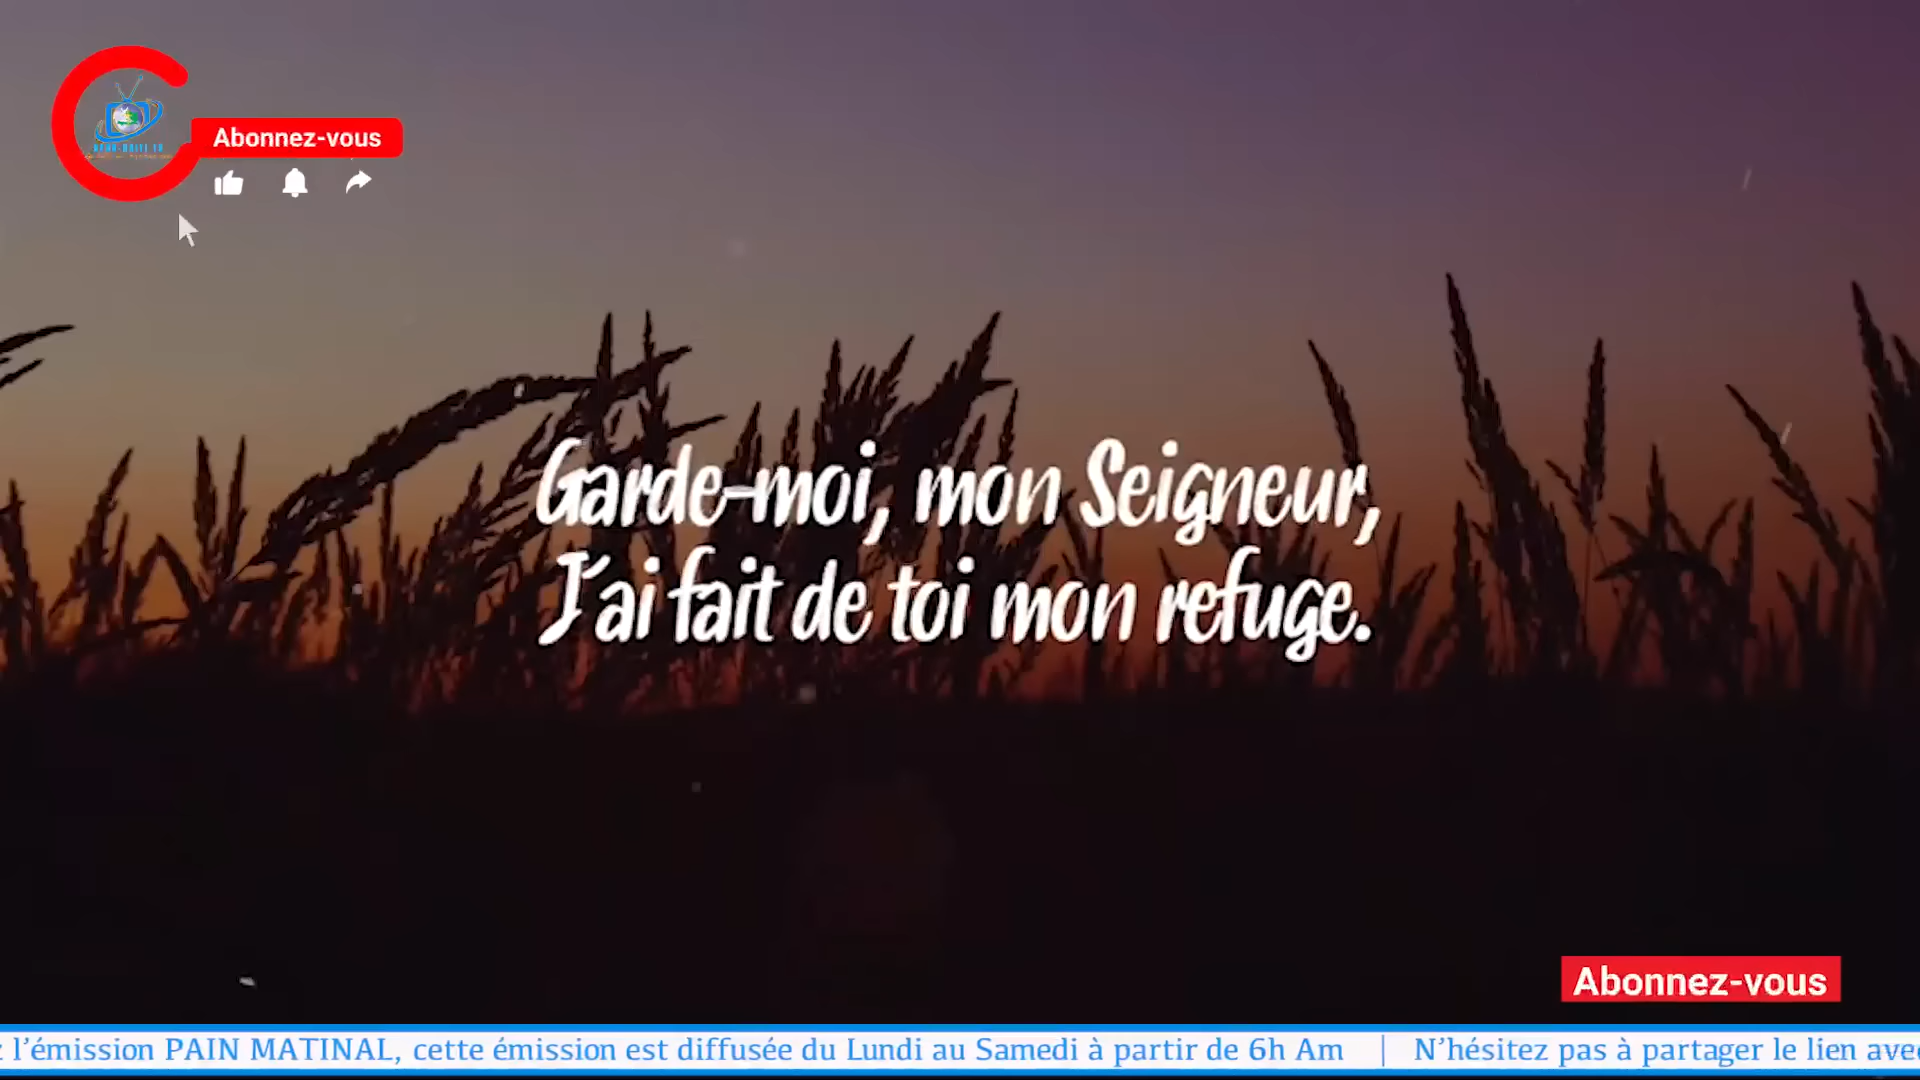 Abonnez-vous
Garde-moi, mon Seigneur,
J'ai fait de toi mon refuge.
Abonnez-vous
l'émission PAIN MATINAL, cette émission est diffusée du Lundi au Samedi à partir de 6h Am | N'hésitez pas à partager le lien